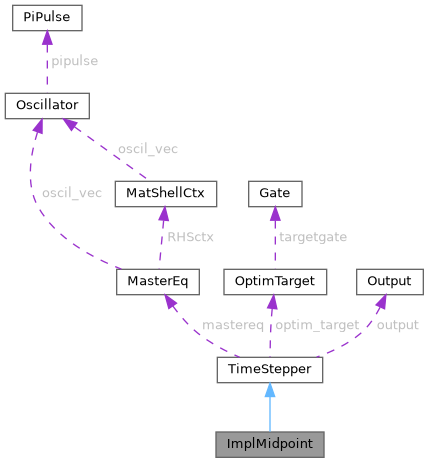 PiPulse
pipulse
Oscillator
oscil_vec
MatShellCtx
Gate
oscil_vec
RHSctx
targetgate
MasterEq
OptimTarget
Output
mastereq
optim_target
output
TimeStepper
ImplMidpoint